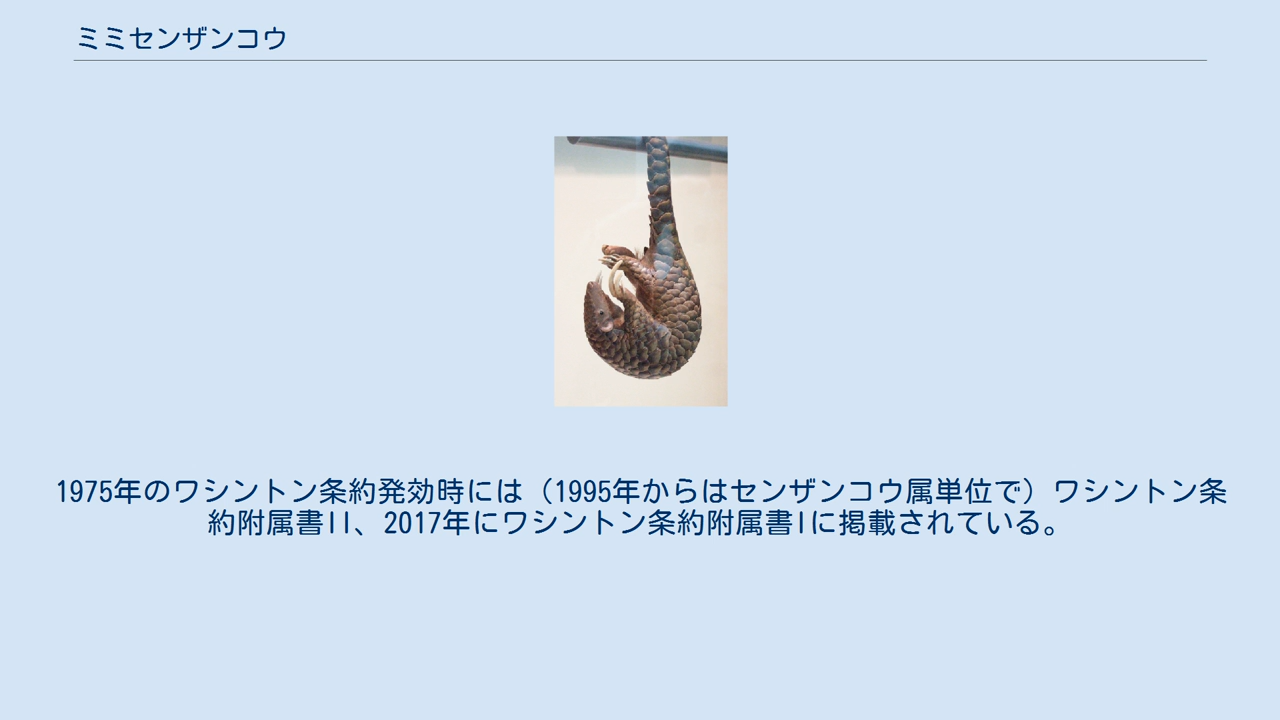 ミミセンザンコウ
1975年のワシントン条約発効時には（1995年からはセンザンコウ属単位で）ワシントン条
約附属書II、2017年にワシントン条約附属書Iに掲載されている。